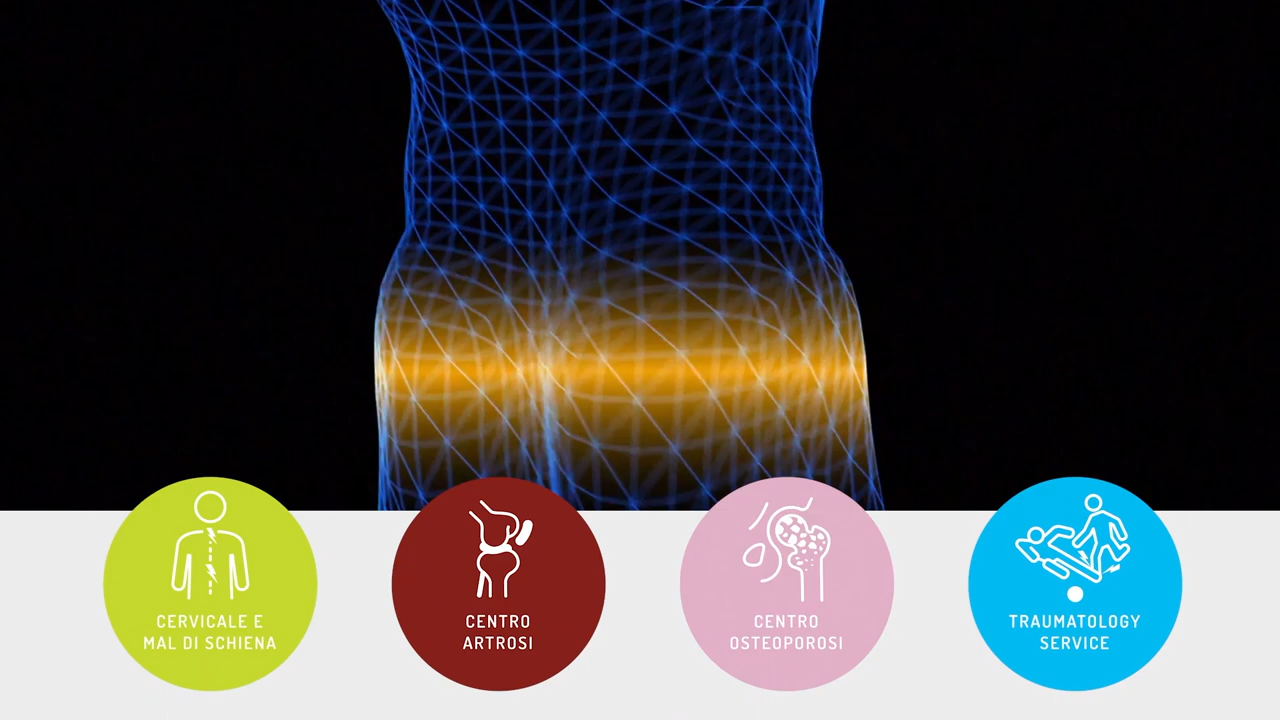 CERVICALE E
MAL DI SCHIENA
CENTRO
ARTROSI
CENTRO
OSTEOPOROSI
TRAUMATOLOGY
SERVICE